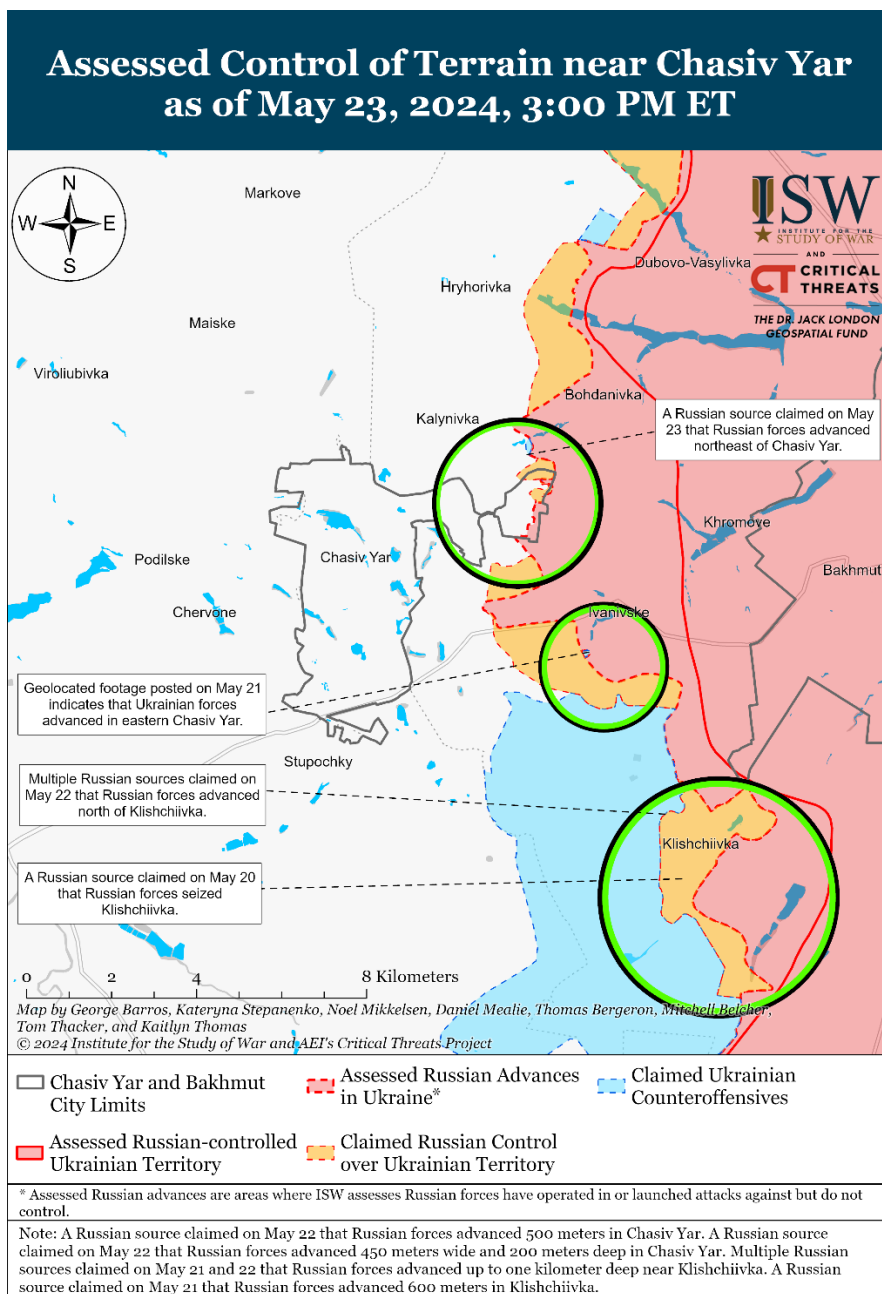 Assessed Control of Terrain near Chasiv Yar
as of May 23, 2024, 3:00 PM ET
N
W
E
S
Markove
ISW
INSTITUTE FOR THE
STUDY OF WAR
AND
CT CRITICAL
THREATS
THE DR. JACK LONDON
GEOSPATIAL FUND
Dubovo-Vasylivka
Hryhorivka
Maiske
Viroliubivka
Bohdanivka
Kalynivka
A Russian source claimed on May
23 that Russian forces advanced
northeast of Chasiv Yar.
Khromove
Podilske
Chasiv Yar
Bakhmut
Chervone
Ivanivske
Geolocated footage posted on May 21
indicates that Ukrainian forces
advanced in eastern Chasiv Yar.
Stupochky
Multiple Russian sources claimed on
May 22 that Russian forces advanced
north of Klishchiivka.
Klishchiivka
A Russian source claimed on May 20
that Russian forces seized
Klishchiivka.
0 2 4 8 Kilometers
Map by George Barros, Kateryna Stepanenko, Noel Mikkelsen, Daniel Mealie, Thomas Bergeron, Mitchell Belcher,
Tom Thacker, and Kaitlyn Thomas
© 2024 Institute for the Study of War and AEI's Critical Threats Project
Chasiv Yar and Bakhmut
City Limits
Assessed Russian Advances
in Ukraine*
Claimed Ukrainian
Counteroffensives
Assessed Russian-controlled
Ukrainian Territory
Claimed Russian Control
over Ukrainian Territory
* Assessed Russian advances are areas where ISW assesses Russian forces have operated in or launched attacks against but do not
control.
Note: A Russian source claimed on May 22 that Russian forces advanced 500 meters in Chasiv Yar. A Russian source
claimed on May 22 that Russian forces advanced 450 meters wide and 200 meters deep in Chasiv Yar. Multiple Russian
sources claimed on May 21 and 22 that Russian forces advanced up to one kilometer deep near Klishchiivka. A Russian
source claimed on May 21 that Russian forces advanced 600 meters in Klishchiivka.